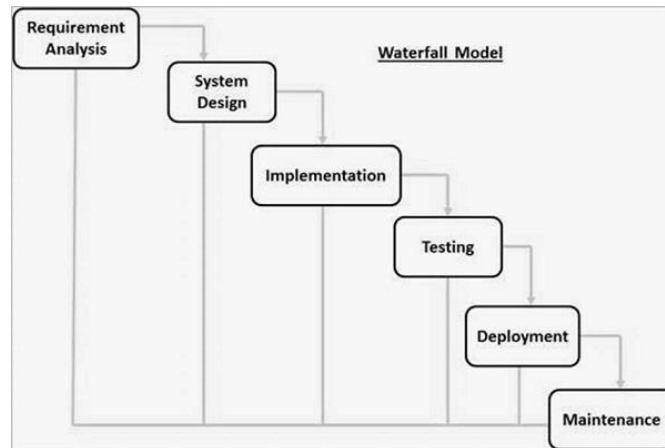 Requirement
Analysis
Waterfall Model
System
Design
Implementation
Testing
Deployment
Maintenance